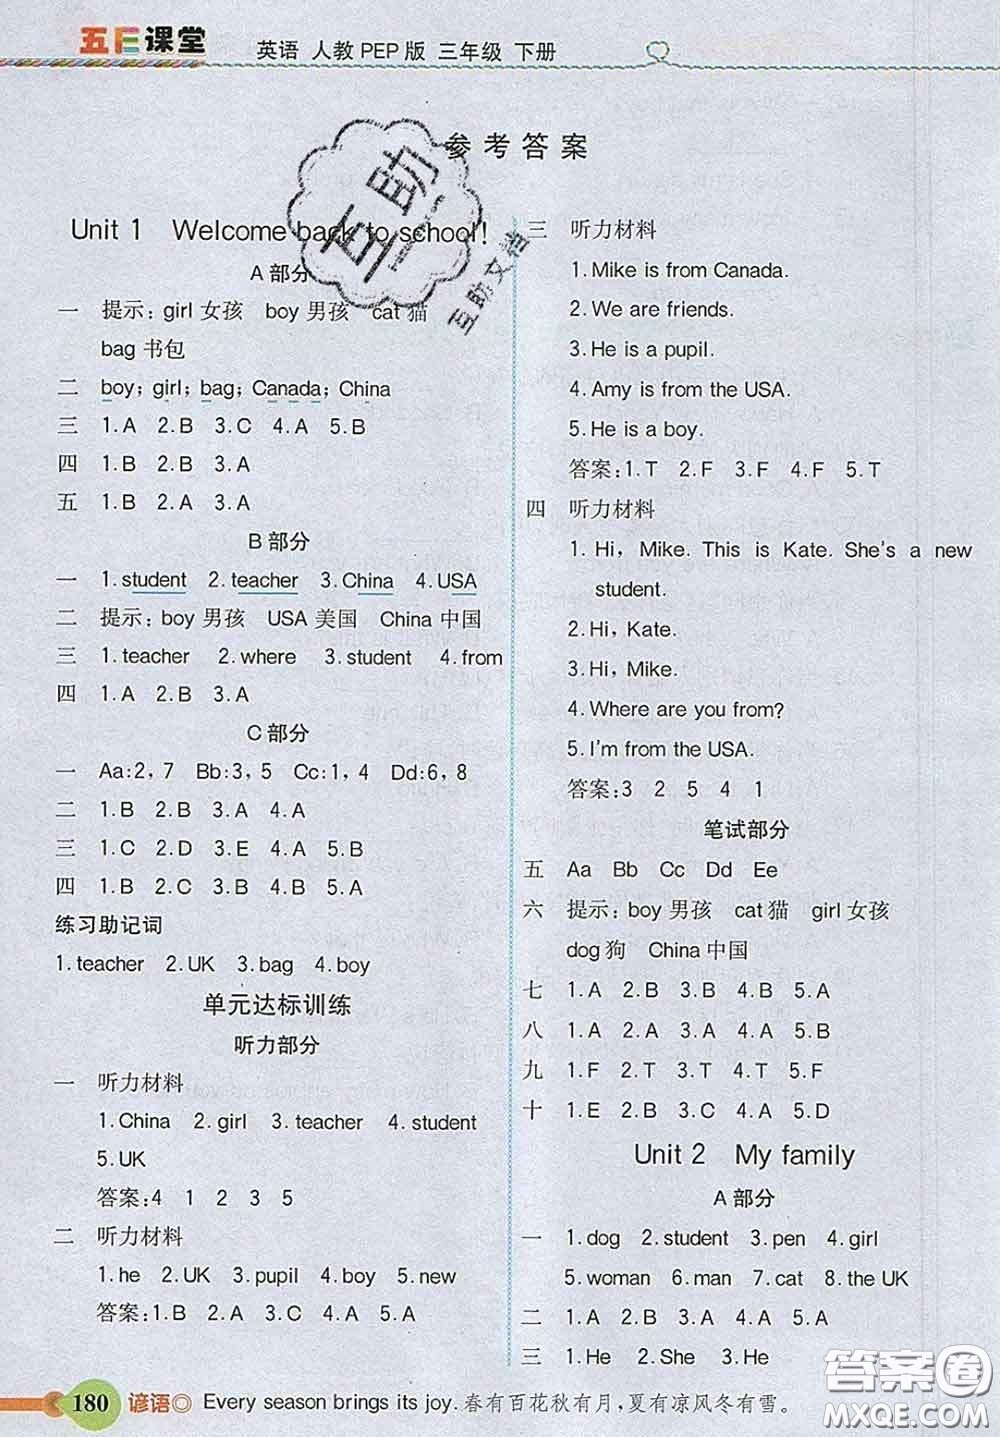 五E课堂
英语 人教PEP版 三年级 下册
参考答案
Unit 1 Welcome back to school!
A 部分
一 提示：girl 女孩 boy 男孩 cat 猫
bag 书包
二 boy；girl；bag；Canada；China
三 1.A 2.B 3.C 4.A 5.B
四 1.B 2.B 3.A
五 1.B 2.A 3.A
B 部分
一 1.student 2.teacher 3.China 4.USA
二 提示：boy 男孩 USA 美国 China 中国
三 1.teacher 2.where 3.student 4.from
四 1.A 2.B 3.A
C 部分
一 Aa:2，7 Bb:3，5 Cc:1，4 Dd:6，8
二 1.B 2.B 3.A 4.A
三 1.C 2.D 3.E 4.A 5.B
四 1.B 2.C 3.B 4.B 5.A
练习助记词
1.teacher 2.UK 3.bag 4.boy
单元达标训练
听力部分
一 听力材料
1.China 2.girl 3.teacher 4.student
5.UK
答案：4 1 2 3 5
二 听力材料
1.he 2.UK 3.pupil 4.boy 5.new
答案：1.B 2.A 3.C 4.A 5.A
三 听力材料
1.Mike is from Canada.
2.We are friends.
3.He is a pupil.
4.Amy is from the USA.
5.He is a boy.
答案：1.T 2.F 3.F 4.F 5.T
四 听力材料
1. Hi, Mike. This is Kate. She's a new
student.
2.Hi，Kate.
3.Hi，Mike.
4.Where are you from?
5.I'm from the USA.
答案：3 2 5 4 1
笔试部分
五 Aa Bb Cc Dd Ee
六 提示：boy 男孩 cat 猫 girl 女孩
dog 狗 China 中国
七 1.A 2.B 3.B 4.B 5.A
八 1.A 2.A 3.A 4.A 5.B
九 1.F 2.T 3.T 4.T 5.F
十 1.E 2.B 3.C 4.A 5.D
Unit 2 My family
A 部分
一 1.dog 2.student 3.pen 4.girl
5.woman 6.man 7.cat 8.the UK
二 1.A 2.B 3.A 4.A 5.A
三 1.He 2.She 3.He
180 谚语◎ Every season brings its joy. 春有百花秋有月，夏有凉风冬有雪。
互助
互助文档
答案圈
MXQE.COM